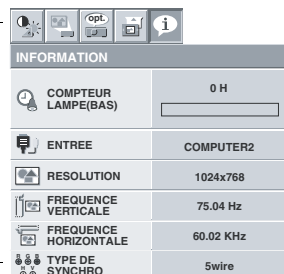 opt.
INFORMATION
COMPTEUR
LAMPE(BAS)
0 H
ENTREE
COMPUTER2
RESOLUTION
1024x768
FREQUENCE
VERTICALE
75.04 Hz
FREQUENCE
HORIZONTALE
60.02 KHz
TYPE DE
SYNCHRO
5wire